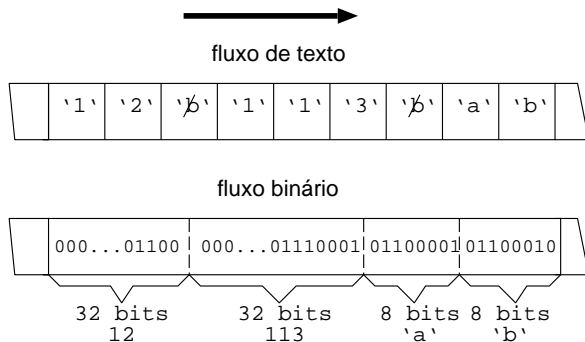 fluxo de texto
'1' '2' 'b̸' '1' '1' '3' 'b̸' 'a' 'b'
fluxo binário
000...01100 000...01110001 01100001 01100010
32 bits 32 bits 8 bits 8 bits
12 113 'a' 'b'